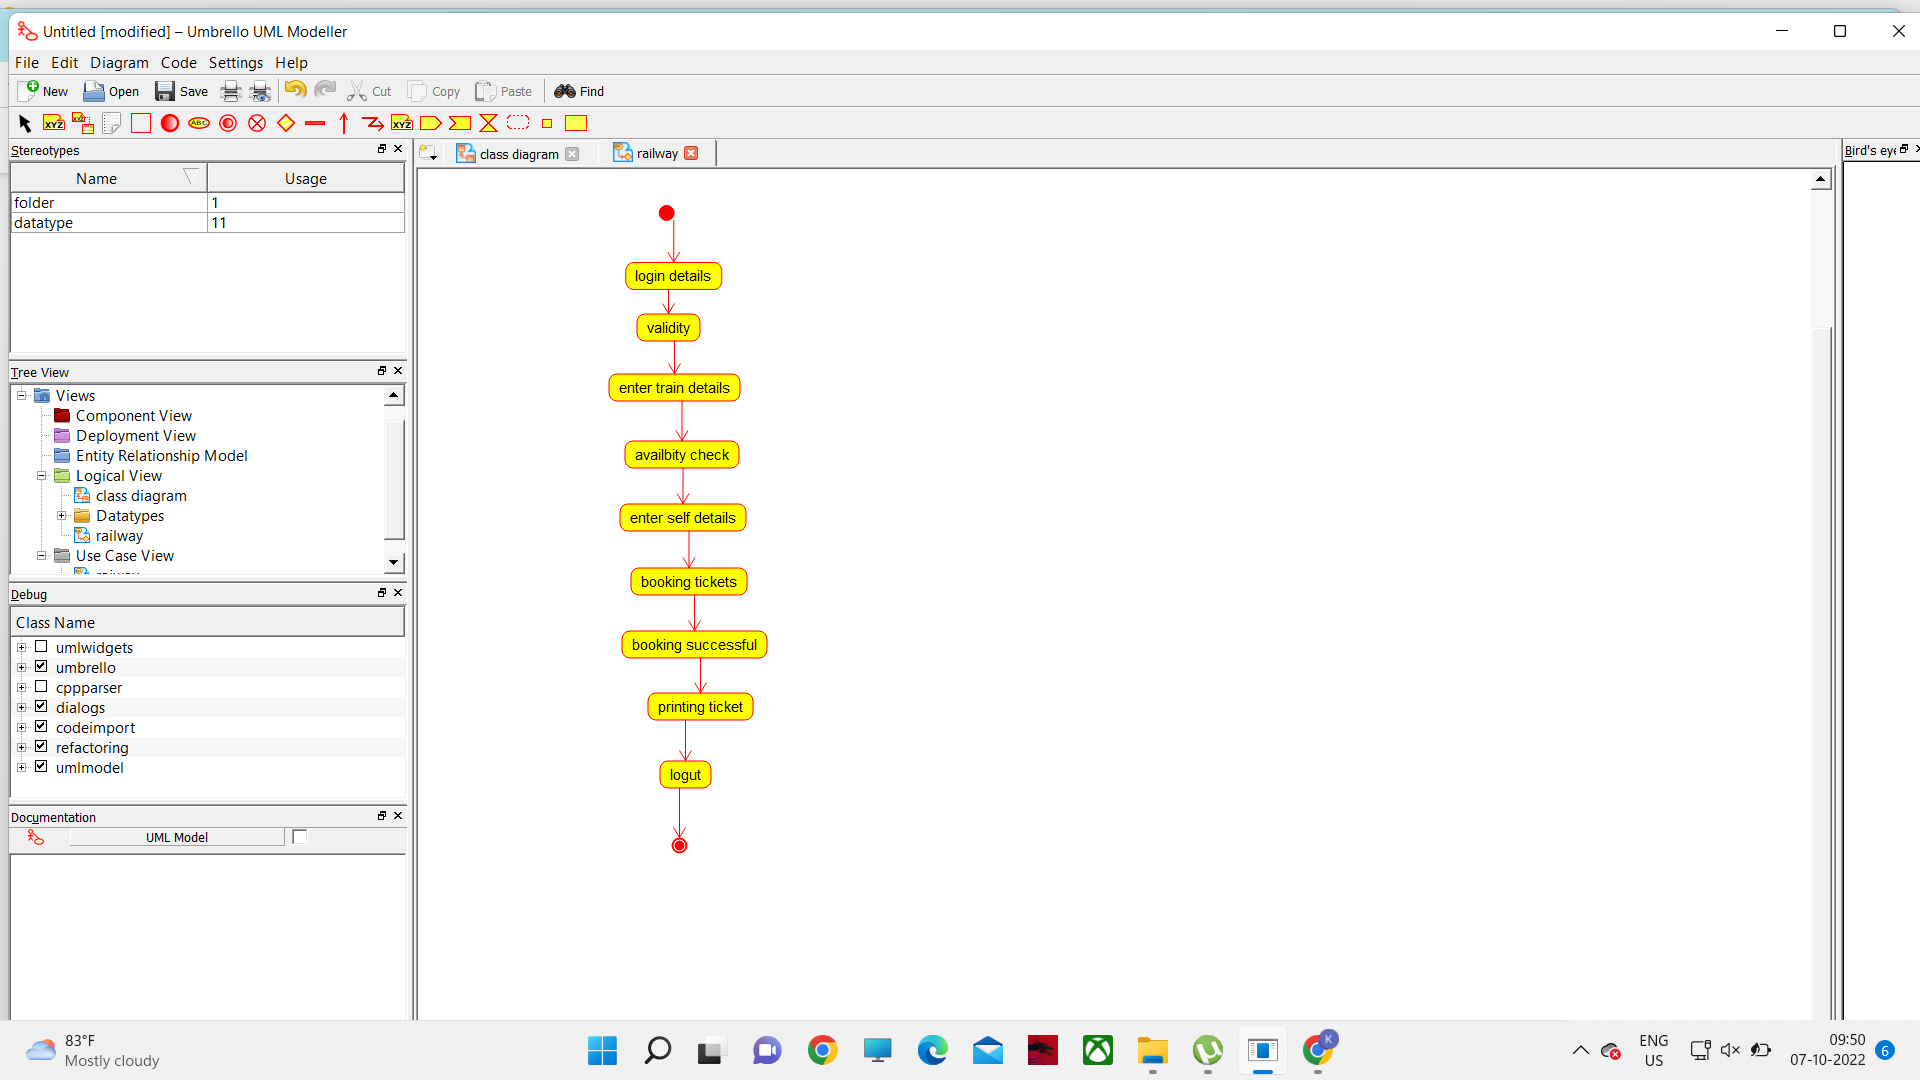 Untitled [modified] – Umbrello UML Modeller
File Edit Diagram Code Settings Help
New Open Save Cut Copy Paste Find
XYZ XYZ ABC XYZ
Stereotypes
class diagram
railway
Bird's eye
Name Usage
folder 1
datatype 11
Tree View
Views
Component View
Deployment View
Entity Relationship Model
Logical View
class diagram
Datatypes
railway
Use Case View
Debug
Class Name
umlwidgets
umbrello
cppparser
dialogs
codeimport
refactoring
umlmodel
Documentation
UML Model
login details
validity
enter train details
availbity check
enter self details
booking tickets
booking successful
printing ticket
logut
83°F
Mostly cloudy
K
ENG
US
09:50
07-10-2022
6